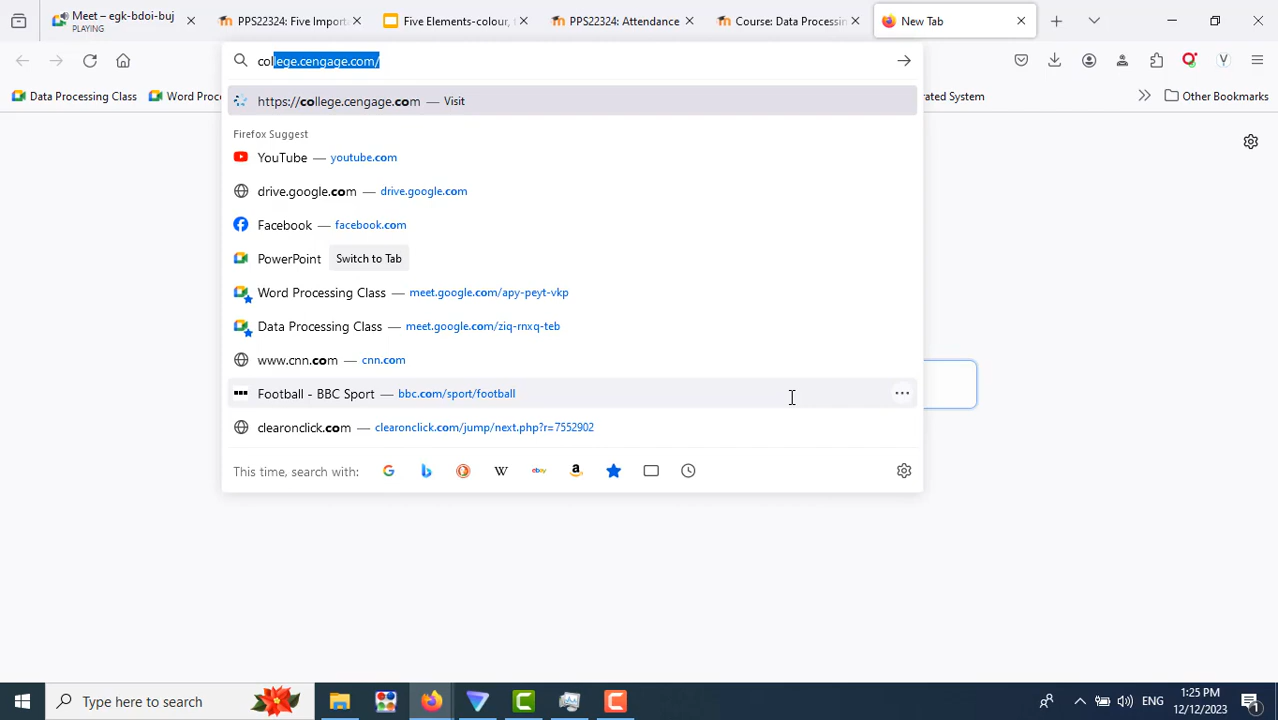 Meet – egk-bdoi-buj
PLAYING
PPS22324: Five Import
Five Elements-colour, f
PPS22324: Attendance
Course: Data Processin
New Tab
college.cengage.com/
Data Processing Class
Word Proce
ated System
Other Bookmarks
https://college.cengage.com — Visit
Firefox Suggest
YouTube — youtube.com
drive.google.com — drive.google.com
Facebook — facebook.com
PowerPoint Switch to Tab
Word Processing Class — meet.google.com/apy-peyt-vkp
Data Processing Class — meet.google.com/ziq-rnxq-teb
www.cnn.com — cnn.com
Football - BBC Sport — bbc.com/sport/football
clearonclick.com — clearonclick.com/jump/next.php?r=7552902
This time, search with:
Type here to search
ENG
1:25 PM
12/12/2023